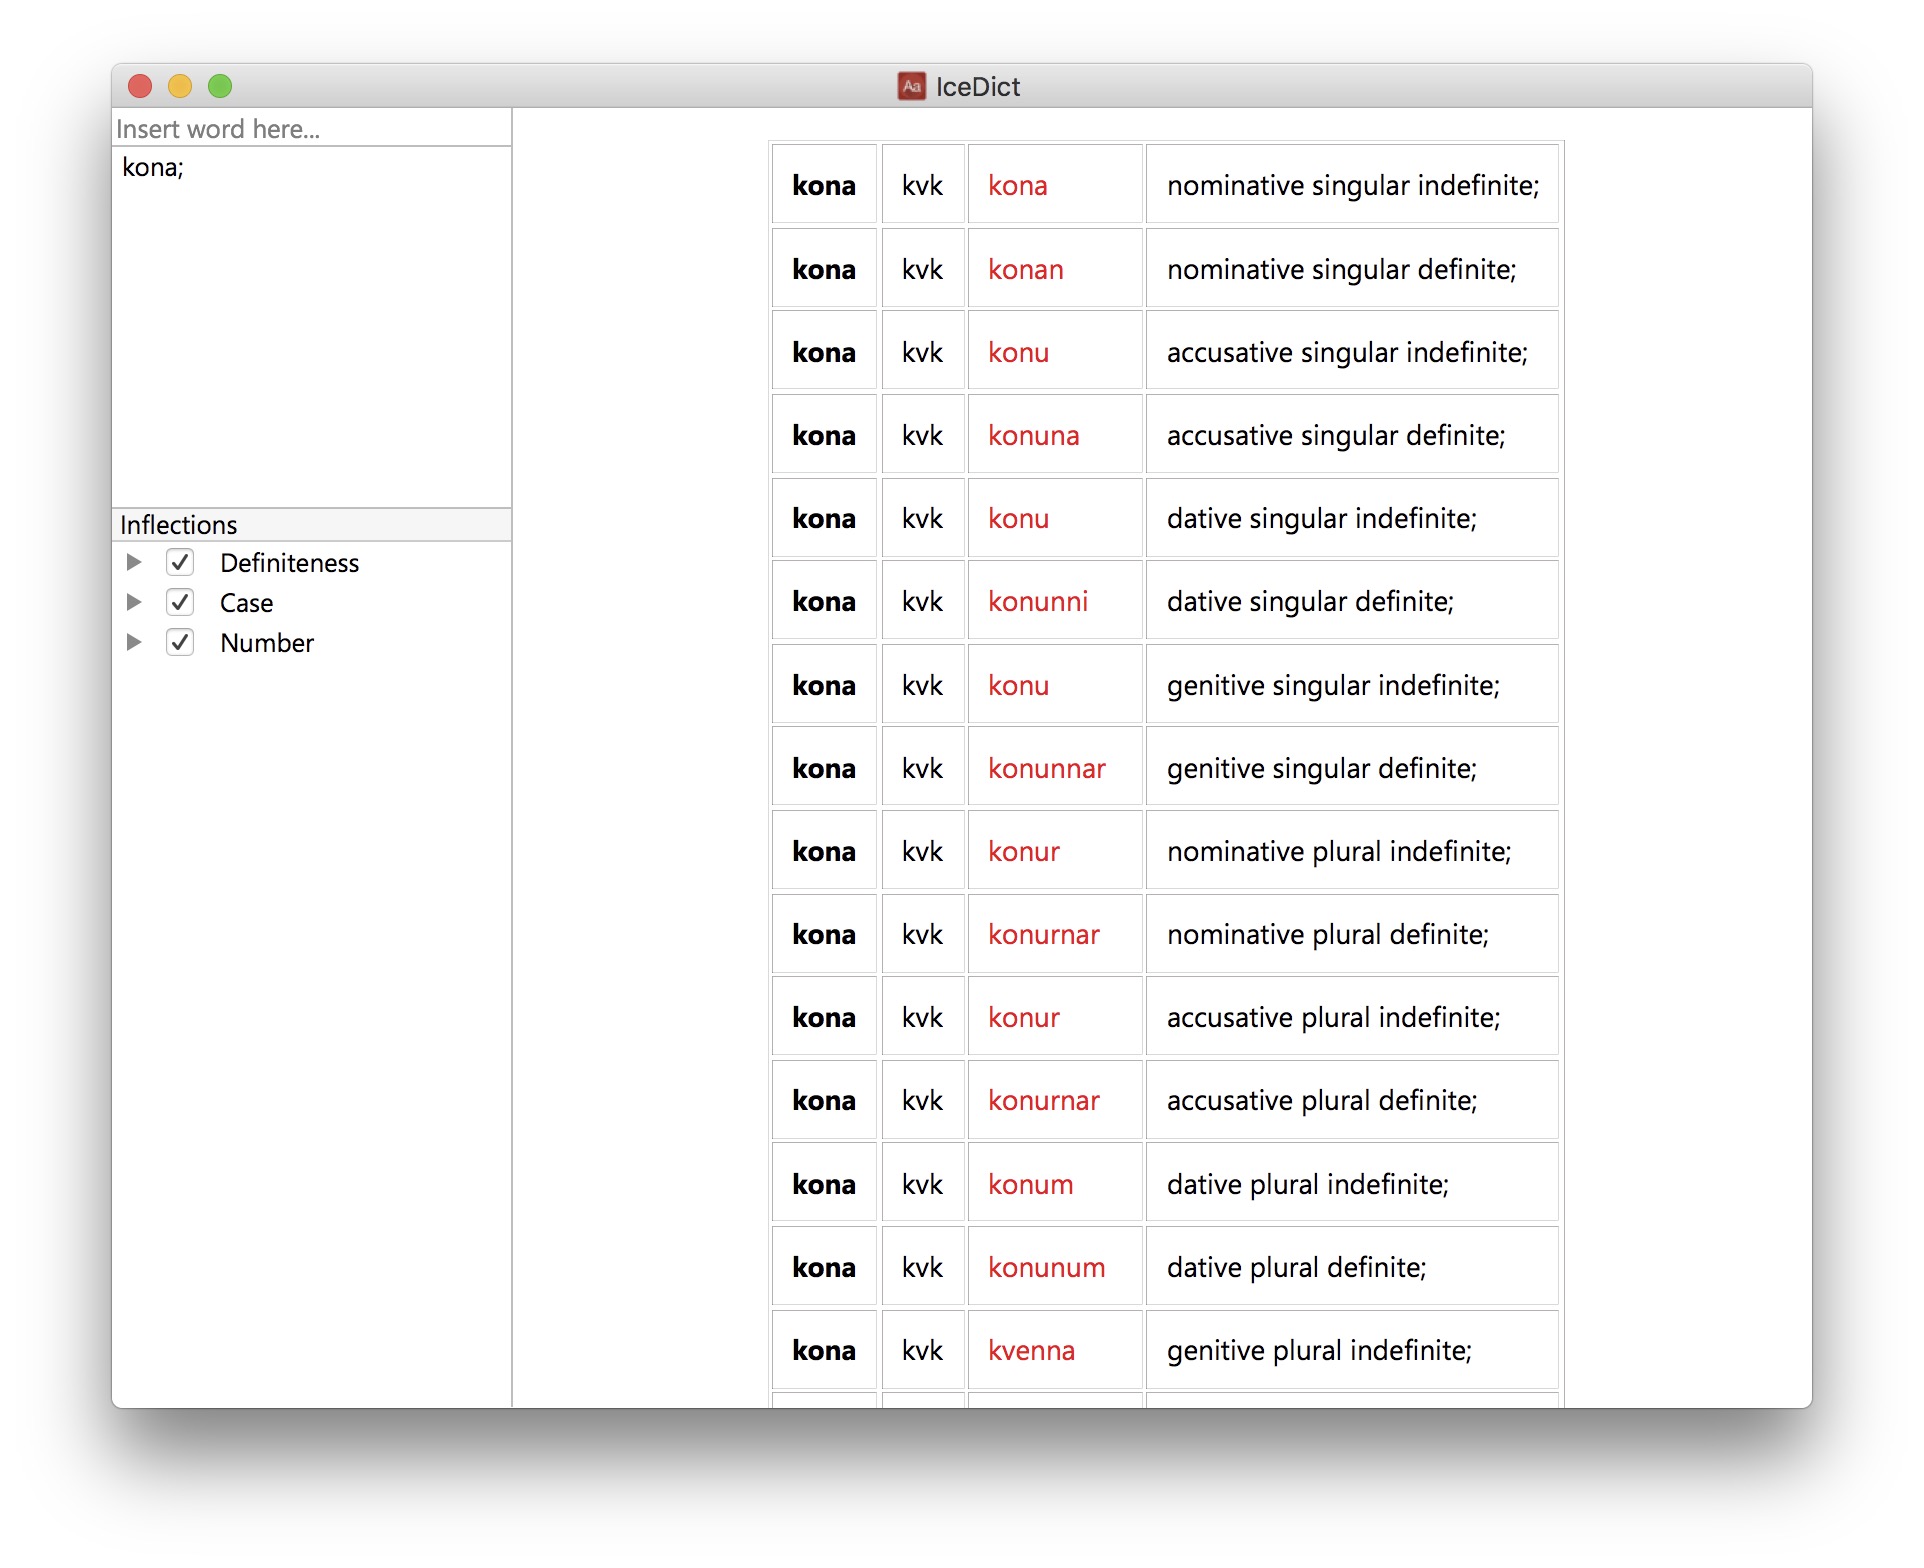 IceDict
Insert word here...
kona;
Inflections
Definiteness
Case
Number
kona kvk kona nominative singular indefinite;
kona kvk konan nominative singular definite;
kona kvk konu accusative singular indefinite;
kona kvk konuna accusative singular definite;
kona kvk konu dative singular indefinite;
kona kvk konunni dative singular definite;
kona kvk konu genitive singular indefinite;
kona kvk konunnar genitive singular definite;
kona kvk konur nominative plural indefinite;
kona kvk konurnar nominative plural definite;
kona kvk konur accusative plural indefinite;
kona kvk konurnar accusative plural definite;
kona kvk konum dative plural indefinite;
kona kvk konunum dative plural definite;
kona kvk kvenna genitive plural indefinite;